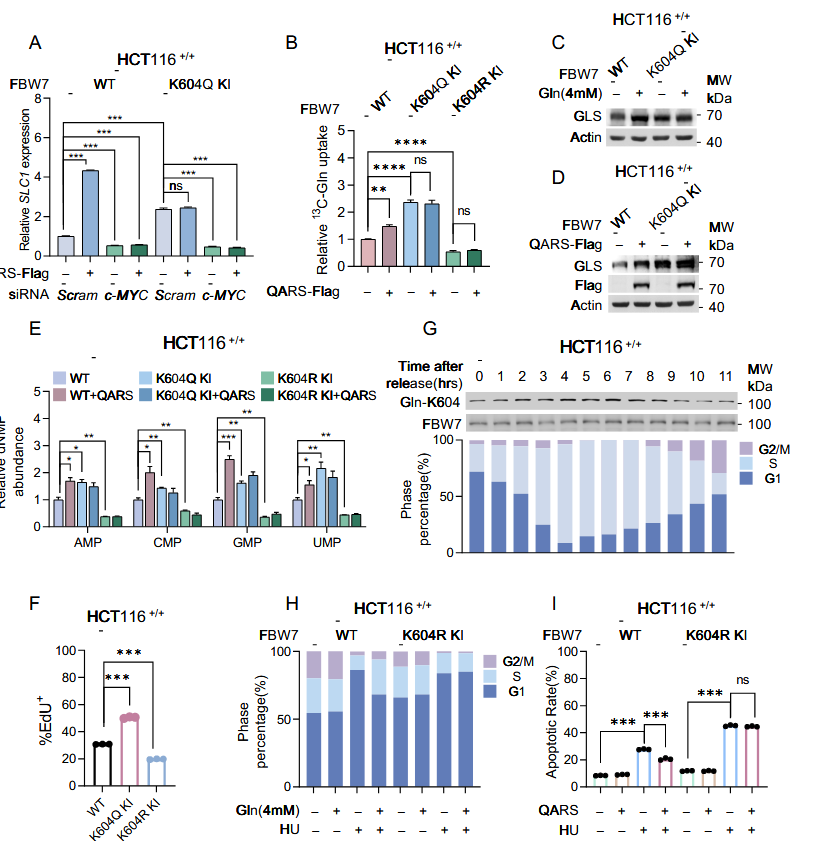 A
HCT116 +/+
FBW7 WT K604Q KI
Relative SLC1 expression
8
6
4
2
0
***
***
***
***
***
ns
RS-Flag – + – + – + – +
siRNA Scram c-MYC Scram c-MYC
B
HCT116 +/+
FBW7 WT K604Q KI K604R KI
Relative 13C-Gln uptake
5
4
3
2
1
0
****
****
**
ns
ns
QARS-Flag – + – + – +
C
HCT116 +/+
FBW7 WT K604Q KI MW
Gln(4mM) – + – + kDa
GLS 70
Actin 40
D
HCT116 +/+
FBW7 WT K604Q KI MW
QARS-Flag – + – + kDa
GLS 70
Flag 70
Actin 40
E
HCT116 +/+
WT K604Q KI K604R KI
WT+QARS K604Q KI+QARS K604R KI+QARS
Relative dNMP
abundance
5
4
3
2
1
0
** * *
** ** *
** ** ***
** ** *
AMP CMP GMP UMP
G
HCT116 +/+
Time after
release(hrs) 0 1 2 3 4 5 6 7 8 9 10 11 MW
kDa
Gln-K604 100
FBW7 100
Phase
percentage(%)
100
50
0
G2/M
S
G1
F
HCT116 +/+
%EdU+
100
80
60
40
20
0
***
***
WT K604Q KI K604R KI
H
HCT116 +/+
FBW7 WT K604R KI
Phase
percentage(%)
100
50
0
G2/M
S
G1
Gln(4mM) – + – + – + – +
HU – – + + – – + +
I
HCT116 +/+
FBW7 WT K604R KI
Apoptotic Rate(%)
100
80
60
40
20
0
*** *** *** ns
QARS – + – + – + – +
HU – – + + – – + +